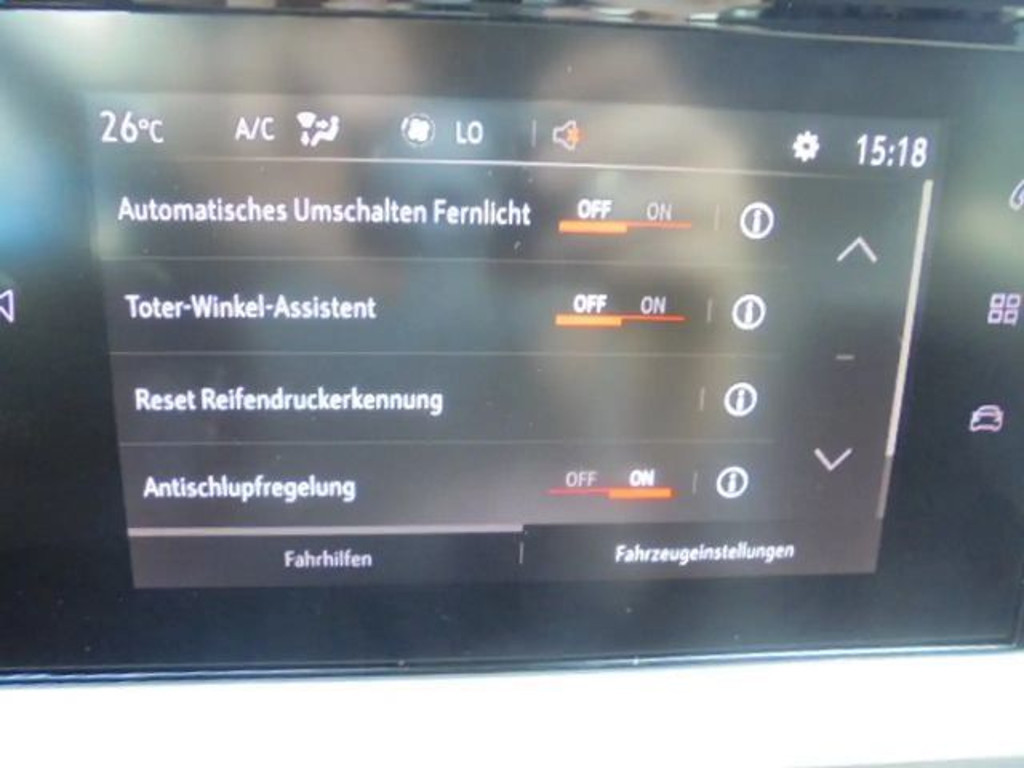 26°C A/C LO 15:18
Automatisches Umschalten Fernlicht OFF ON
Toter-Winkel-Assistent OFF ON
Reset Reifendruckerkennung
Antischlupfregelung OFF ON
Fahrhilfen Fahrzeugeinstellungen